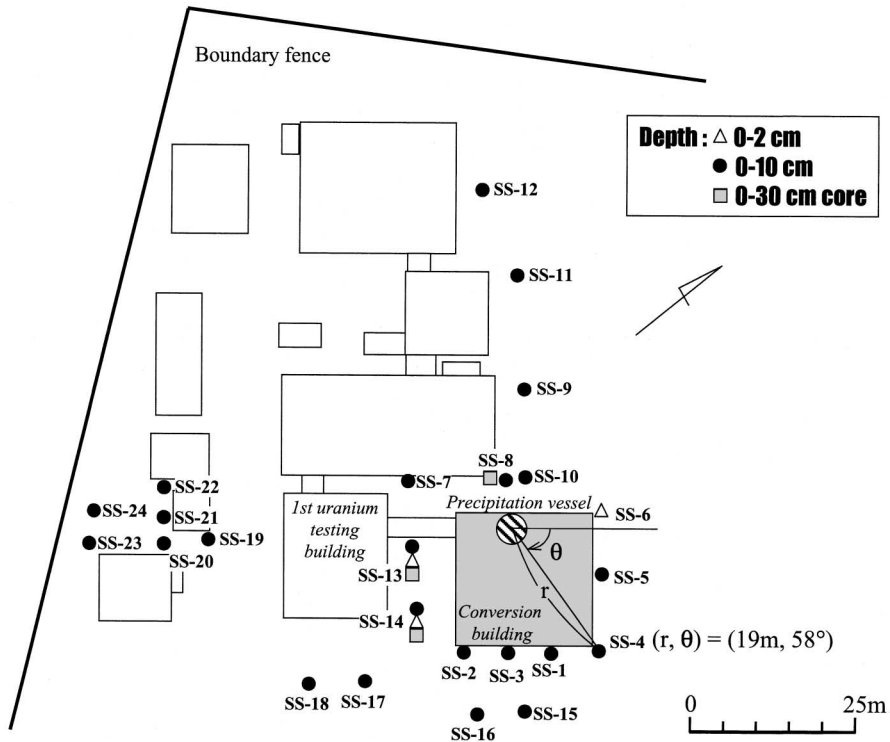 Boundary fence
Depth : △ 0-2 cm
● 0-10 cm
■ 0-30 cm core
SS-12
SS-11
SS-9
SS-8
SS-7
SS-10
SS-22
SS-24
SS-21
SS-23
SS-19
SS-20
1st uranium
testing
building
Precipitation vessel
SS-6
θ
SS-13
SS-5
r
SS-14
Conversion
building
SS-4 (r, θ) = (19m, 58°)
SS-2
SS-3
SS-1
SS-18
SS-17
SS-16
SS-15
0 25m